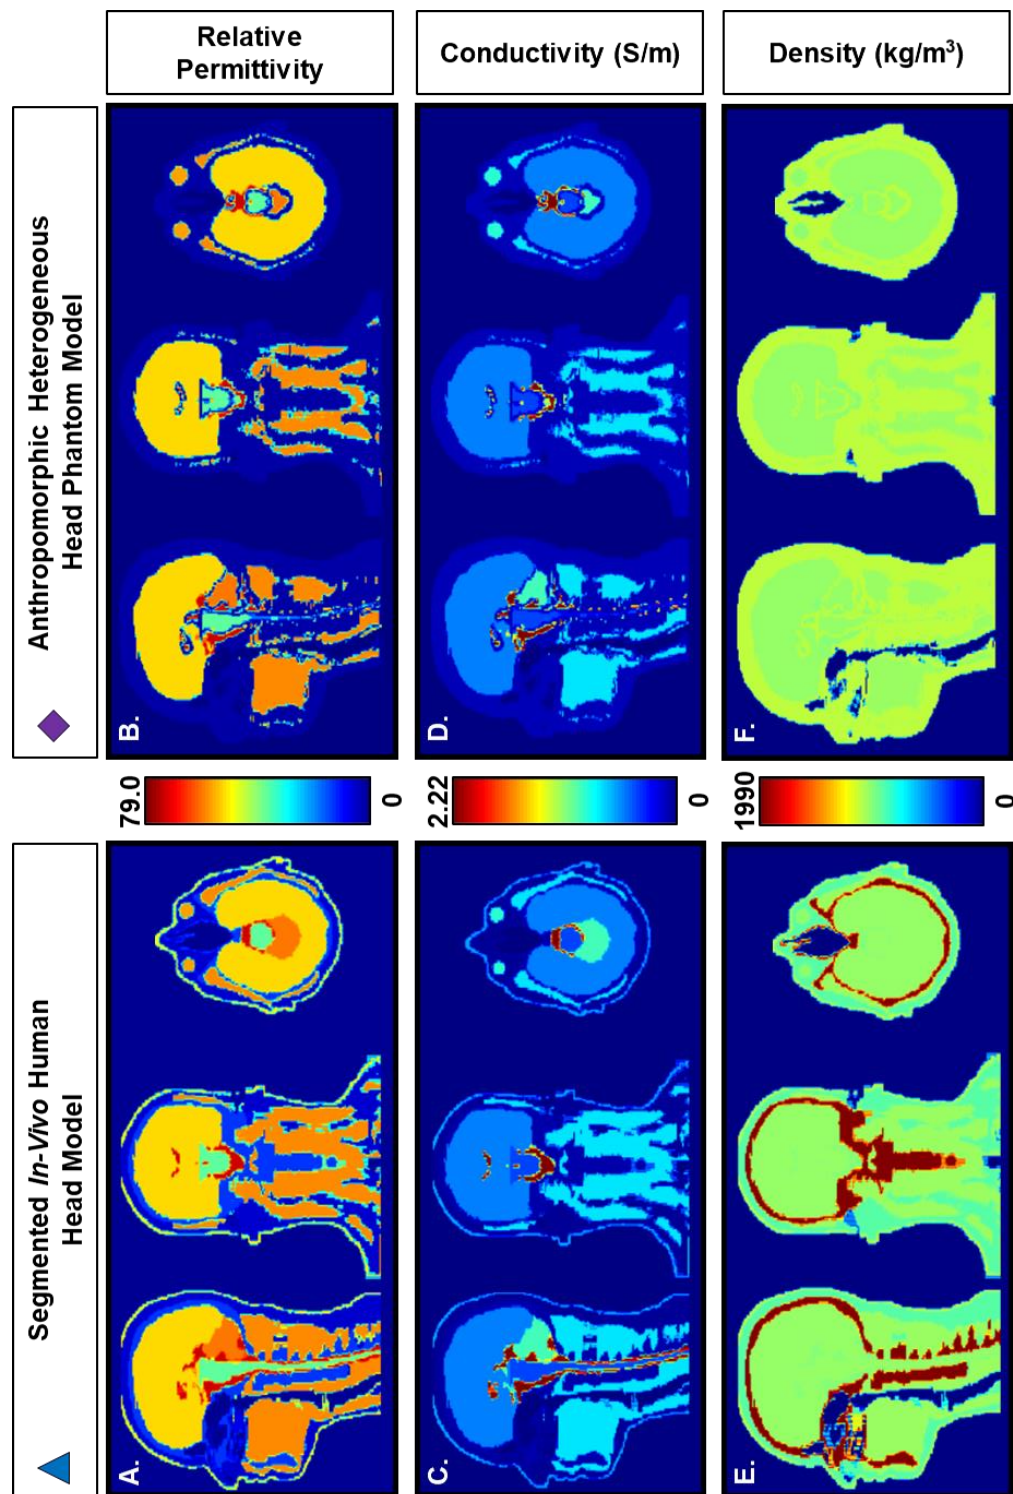 Relative
Permittivity
Conductivity (S/m)
Density (kg/m³)
Anthropomorphic Heterogeneous
Head Phantom Model
B.
D.
F.
79.0
0
2.22
0
1990
0
Segmented In-Vivo Human
Head Model
A.
C.
E.